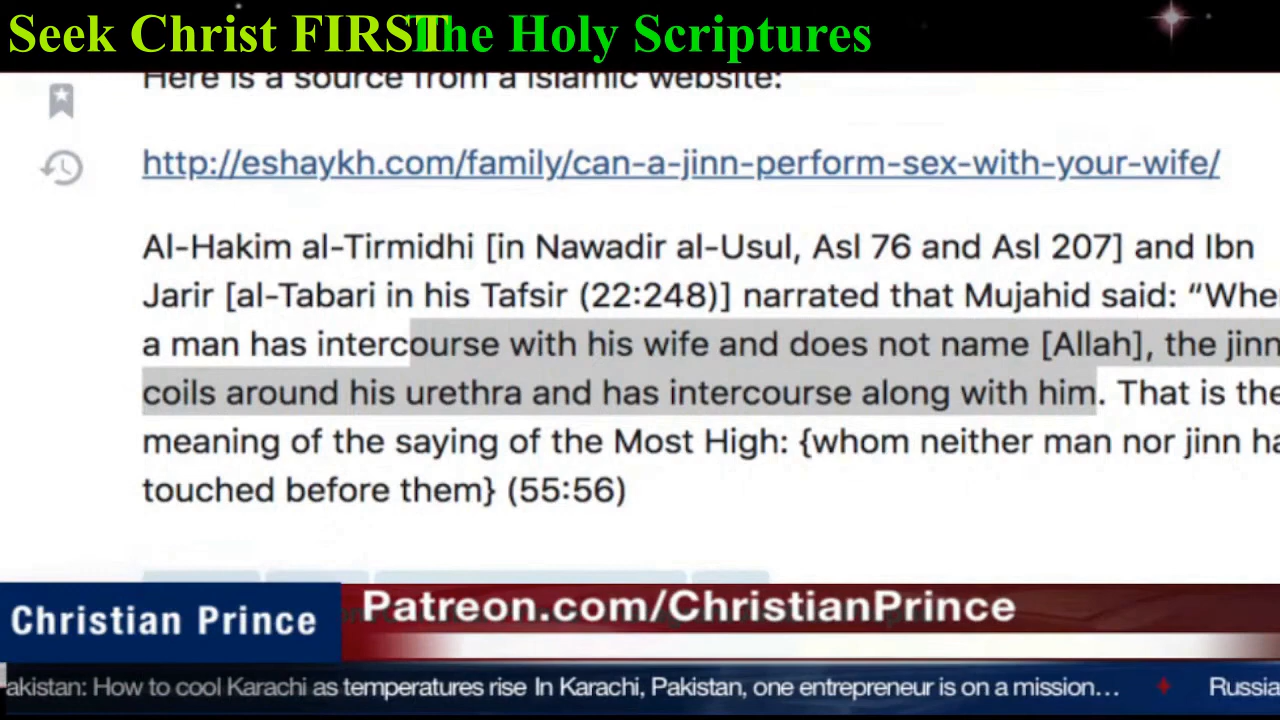 Seek Christ FIRST The Holy Scriptures
Here is a source from a Islamic website:
http://eshaykh.com/family/can-a-jinn-perform-sex-with-your-wife/
Al-Hakim al-Tirmidhi [in Nawadir al-Usul, Asl 76 and Asl 207] and Ibn
Jarir [al-Tabari in his Tafsir (22:248)] narrated that Mujahid said: “Whe
a man has intercourse with his wife and does not name [Allah], the jinn
coils around his urethra and has intercourse along with him. That is the
meaning of the saying of the Most High: {whom neither man nor jinn ha
touched before them} (55:56)
Christian Prince
Patreon.com/ChristianPrince
akistan: How to cool Karachi as temperatures rise In Karachi, Pakistan, one entrepreneur is on a mission... Russia